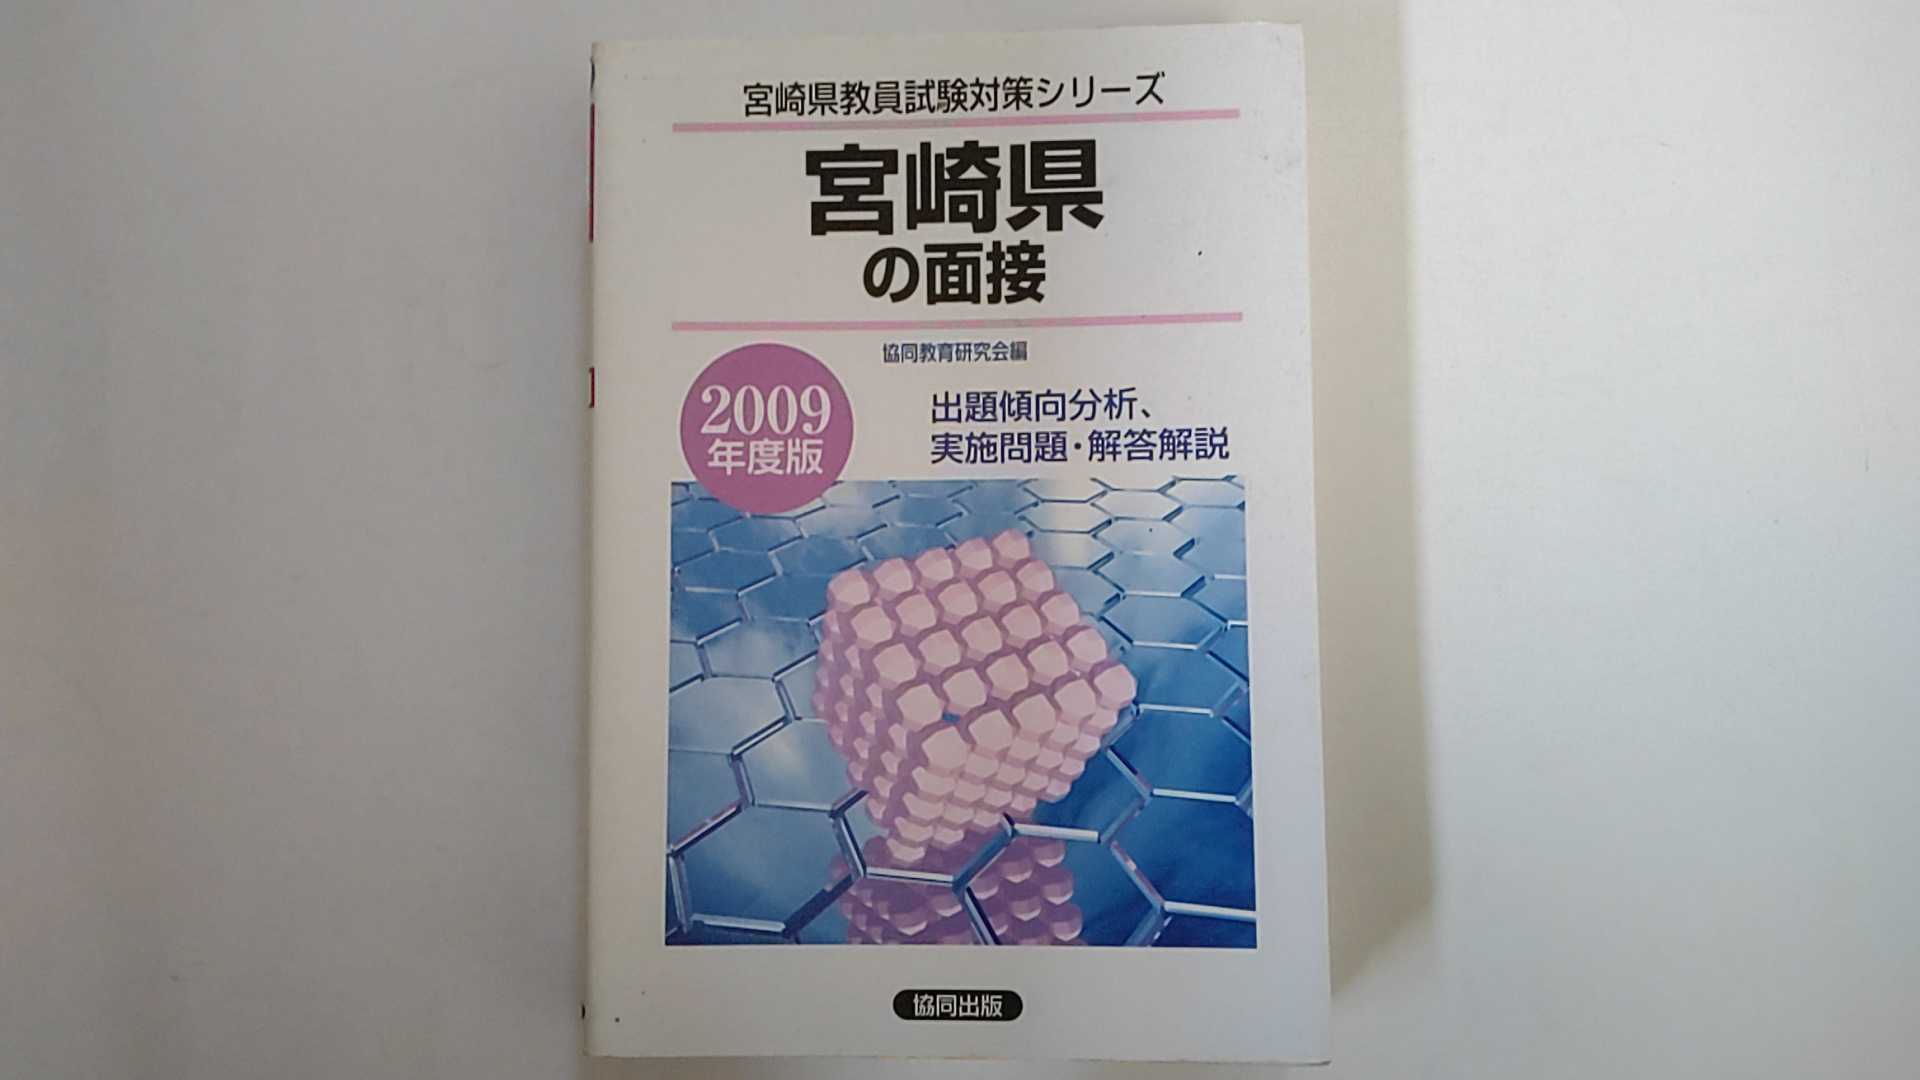 宮崎県教員試験対策シリーズ
宮崎県
の面接
協同教育研究会編
2009
年度版
出題傾向分析、
実施問題・解答解説
協同出版